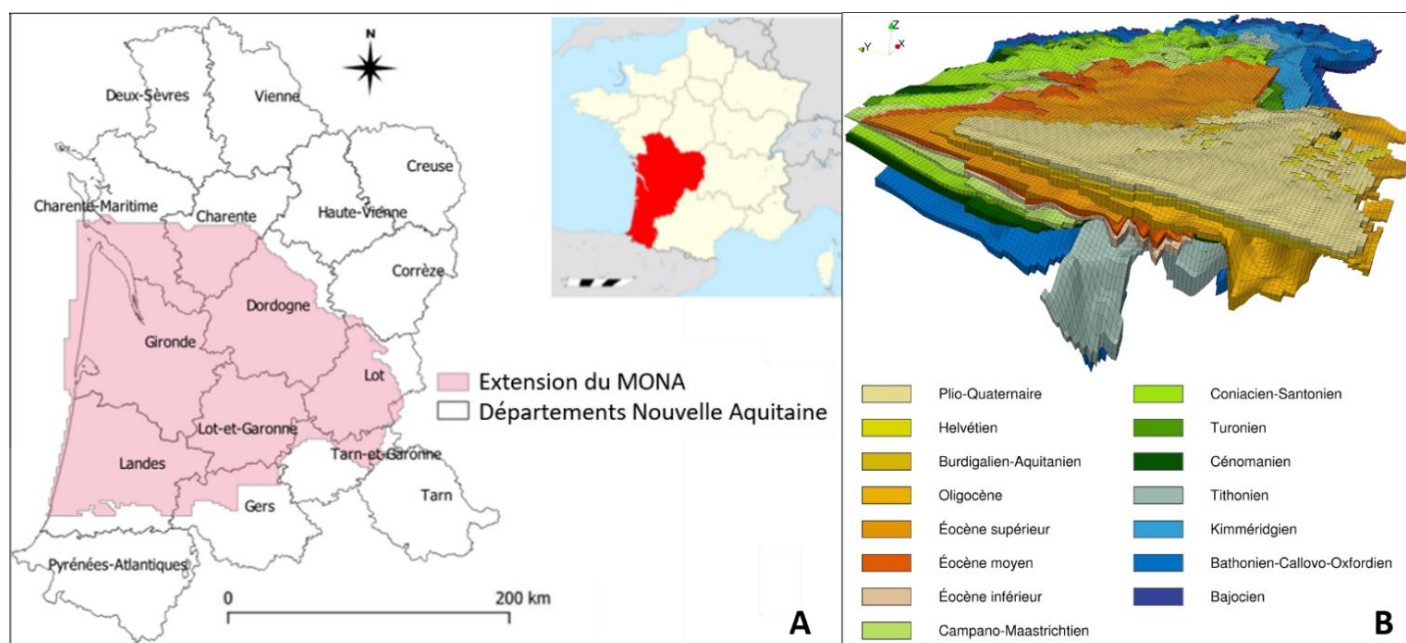 N
Deux-Sèvres
Vienne
Creuse
Charente-Maritime
Charente
Haute-Vienne
Corrèze
Dordogne
Gironde
Lot
Extension du MONA
Départements Nouvelle Aquitaine
Lot-et-Garonne
Landes
Tarn-et-Garonne
Tarn
Gers
Pyrénées-Atlantiques
0
200 km
A
Z
Y
X
B
Plio-Quaternaire
Helvétien
Burdigalien-Aquitanien
Oligocène
Éocène supérieur
Éocène moyen
Éocène inférieur
Campano-Maastrichtien
Coniacien-Santonien
Turonien
Cénomanien
Tithonien
Kimméridgien
Bathonien-Callovo-Oxfordien
Bajocien